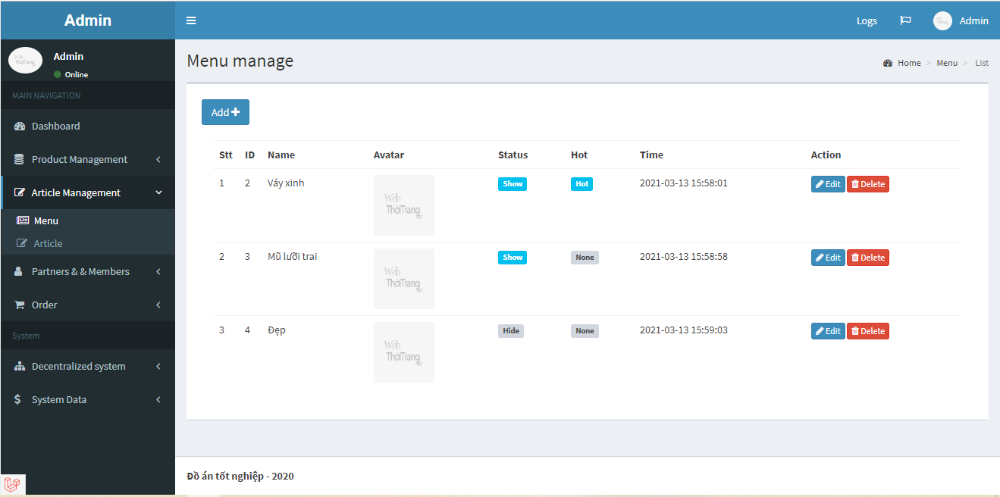 Admin
Logs
Admin
Admin
Online
MAIN NAVIGATION
Dashboard
Product Management
Article Management
Menu
Article
Partners & & Members
Order
System
Decentralized system
System Data
Menu manage
Home > Menu > List
Add
Stt ID Name Avatar Status Hot Time Action
1 2 Váy xinh Web ThờiTrang Show Hot 2021-03-13 15:58:01 Edit Delete
2 3 Mũ lưỡi trai Web ThờiTrang Show None 2021-03-13 15:58:58 Edit Delete
3 4 Đẹp Web ThờiTrang Hide None 2021-03-13 15:59:03 Edit Delete
Đồ án tốt nghiệp - 2020